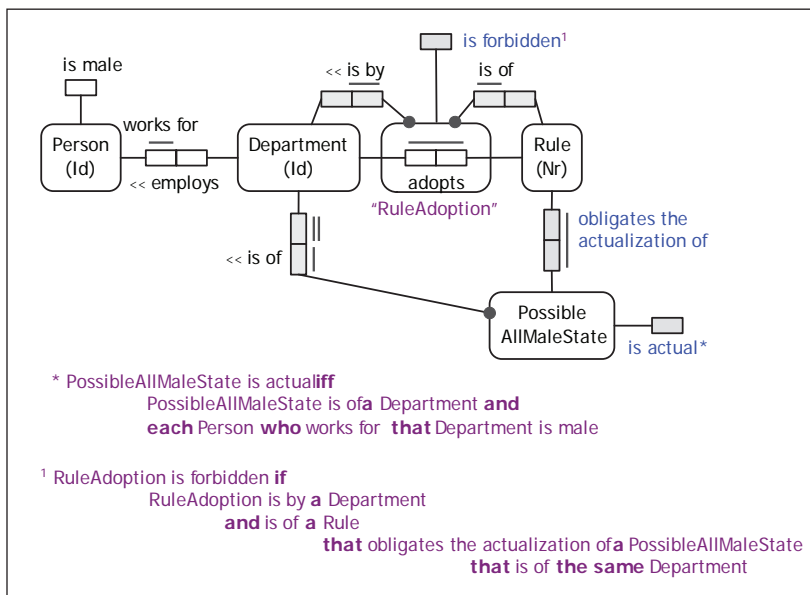 is forbidden¹
is male
<< is by
is of
works for
Person
(Id)
Department
(Id)
Rule
(Nr)
<< employs
adopts
“RuleAdoption”
obligates the
actualization of
<< is of
Possible
AllMaleState
is actual*
* PossibleAllMaleState is actualiff
PossibleAllMaleState is ofa Department and
each Person who works for that Department is male
¹ RuleAdoption is forbidden if
RuleAdoption is by a Department
and is of a Rule
that obligates the actualization ofa PossibleAllMaleState
that is of the same Department